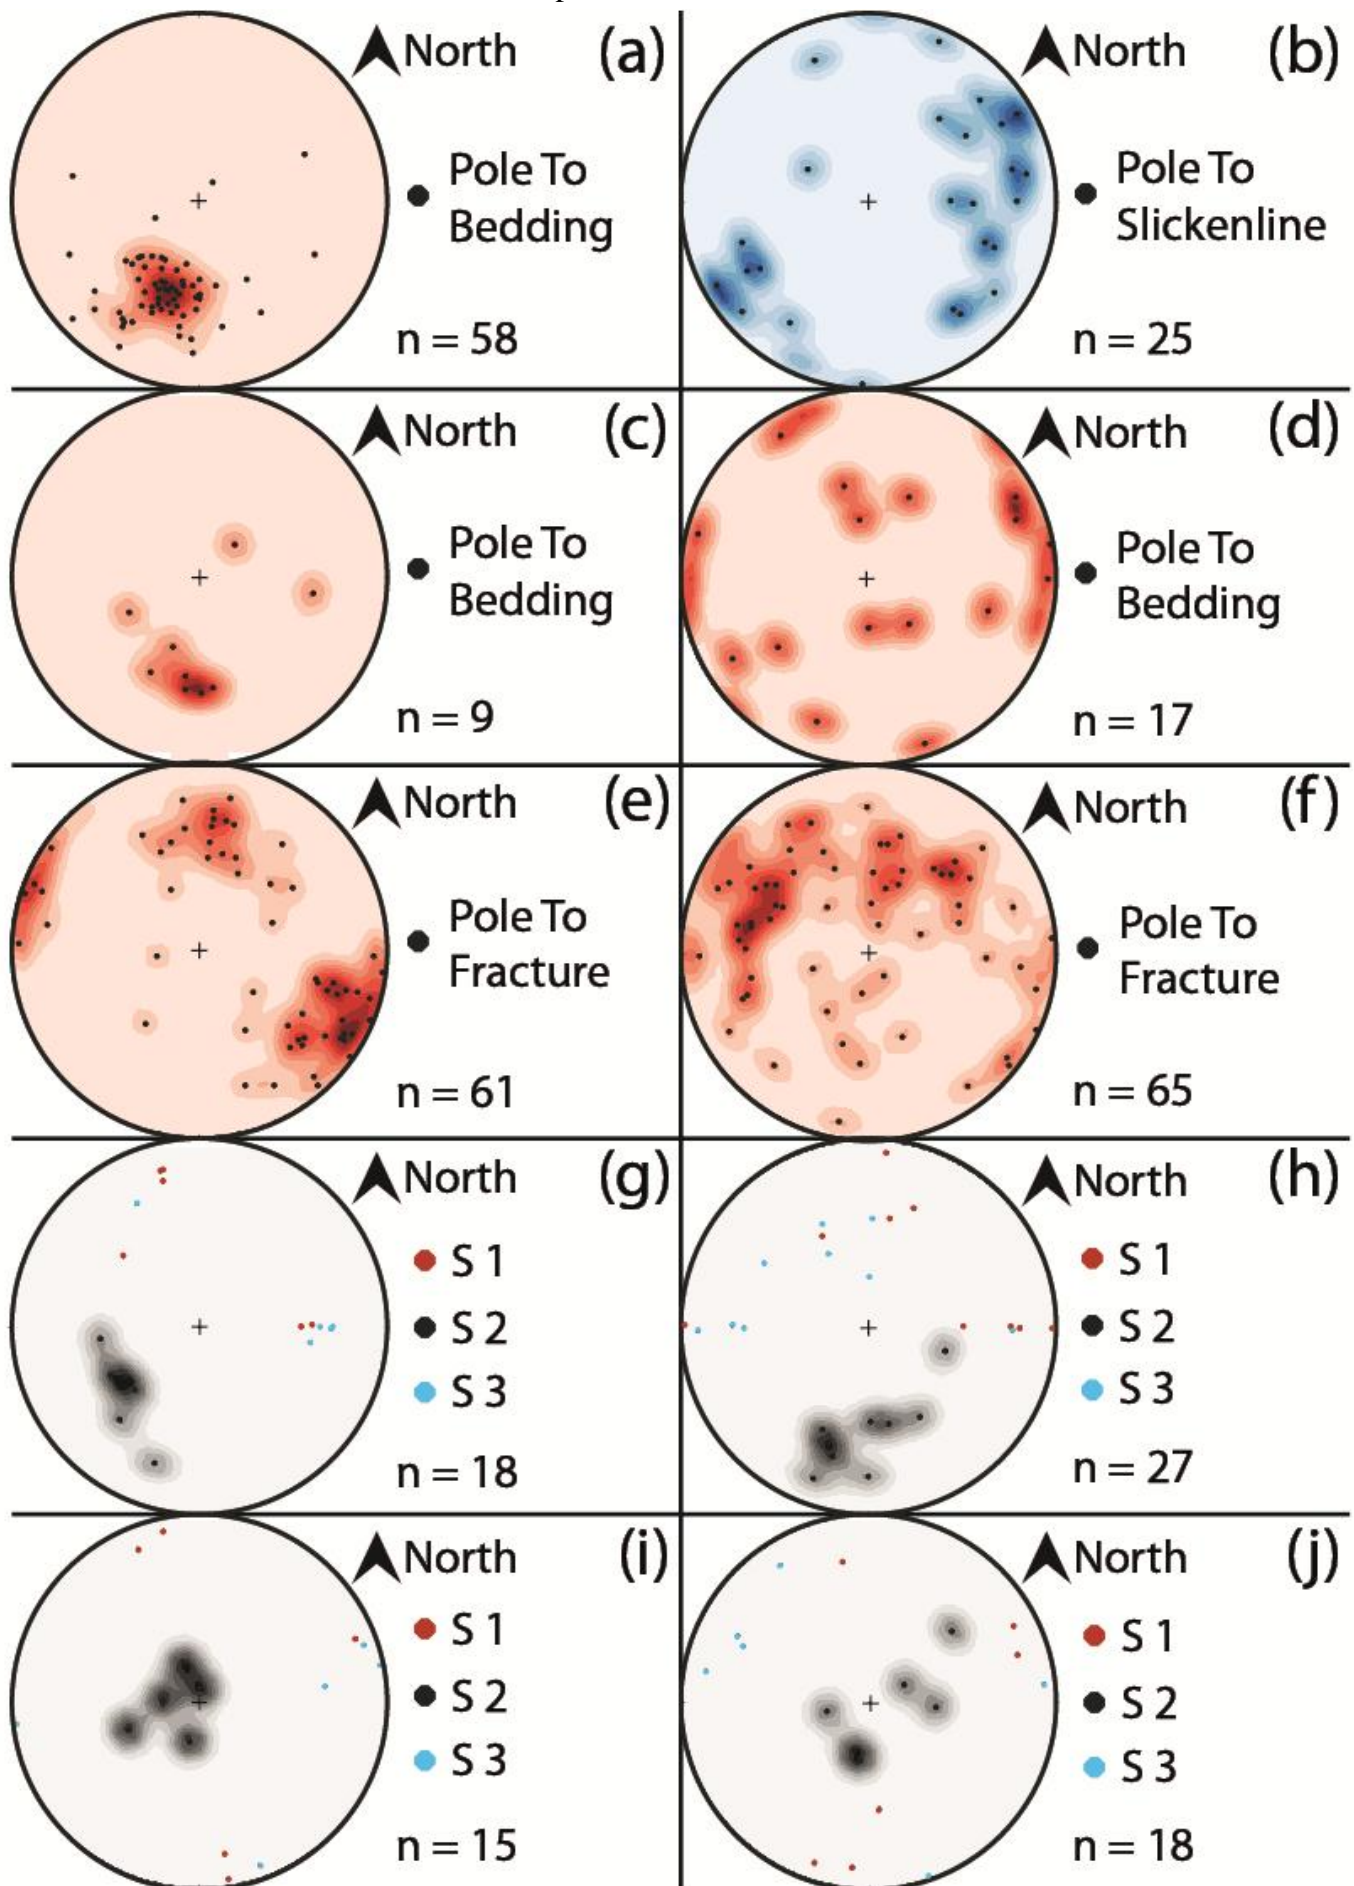 North (a)
Pole To
Bedding
n = 58
North (b)
Pole To
Slickenline
n = 25
North (c)
Pole To
Bedding
n = 9
North (d)
Pole To
Bedding
n = 17
North (e)
Pole To
Fracture
n = 61
North (f)
Pole To
Fracture
n = 65
North (g)
S 1
S 2
S 3
n = 18
North (h)
S 1
S 2
S 3
n = 27
North (i)
S 1
S 2
S 3
n = 15
North (j)
S 1
S 2
S 3
n = 18